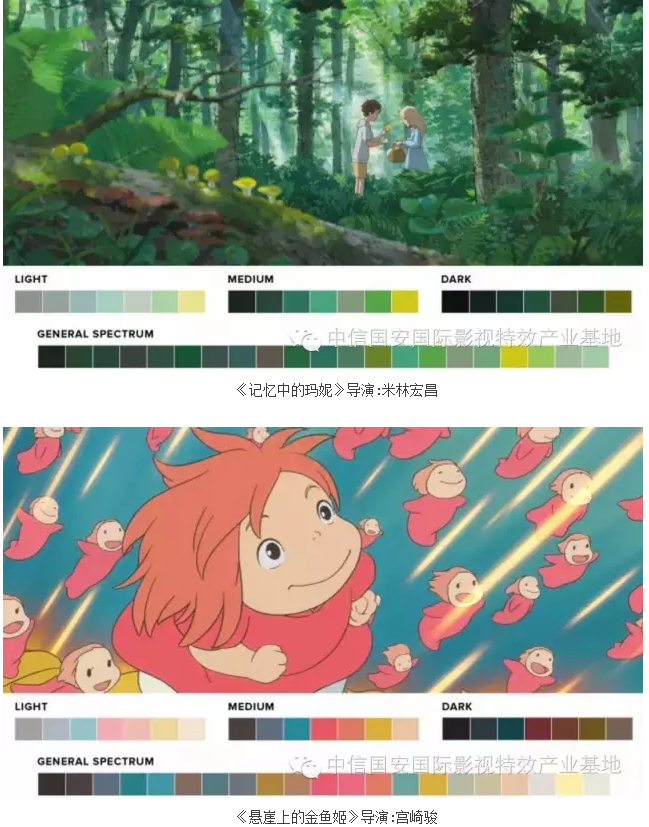 LIGHT MEDIUM DARK
GENERAL SPECTRUM
中信国安国际影视特效产业基地
《记忆中的玛妮》导演:米林宏昌
LIGHT MEDIUM DARK
GENERAL SPECTRUM
中信国安国际影视特效产业基地
《悬崖上的金鱼姬》导演:宫崎骏